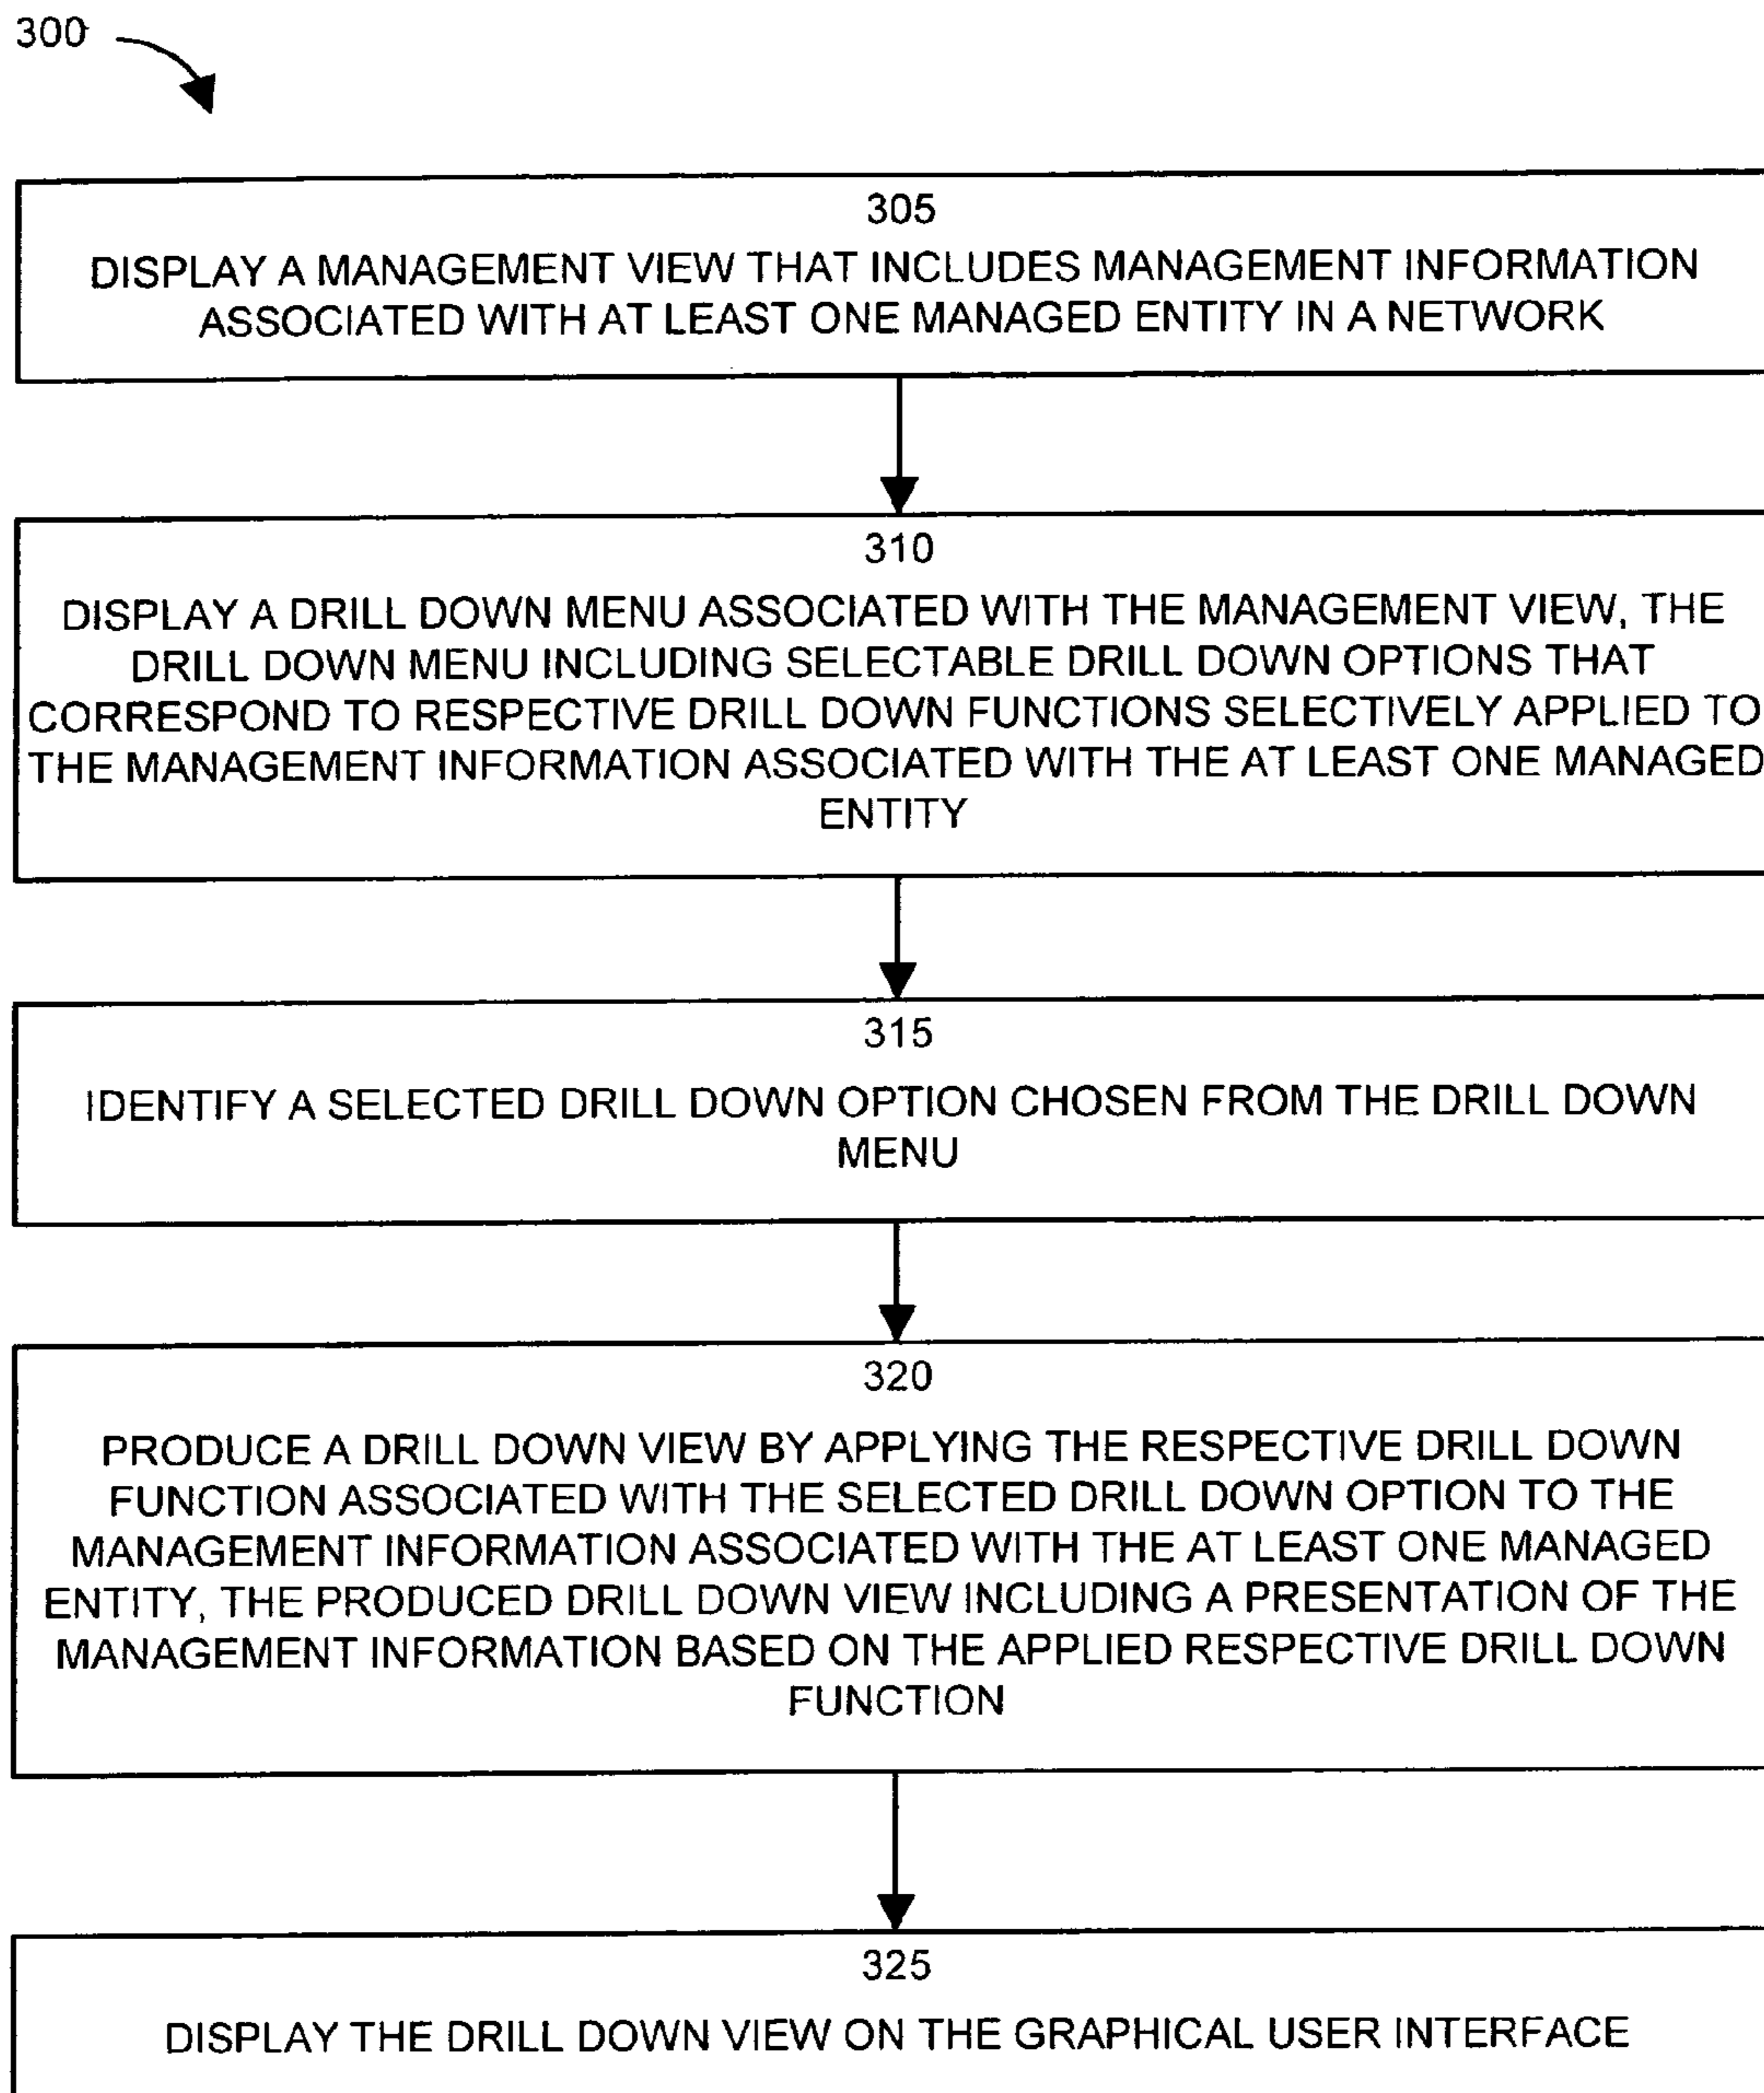 300
305
DISPLAY A MANAGEMENT VIEW THAT INCLUDES MANAGEMENT INFORMATION
ASSOCIATED WITH AT LEAST ONE MANAGED ENTITY IN A NETWORK
310
DISPLAY A DRILL DOWN MENU ASSOCIATED WITH THE MANAGEMENT VIEW, THE
DRILL DOWN MENU INCLUDING SELECTABLE DRILL DOWN OPTIONS THAT
CORRESPOND TO RESPECTIVE DRILL DOWN FUNCTIONS SELECTIVELY APPLIED TO
THE MANAGEMENT INFORMATION ASSOCIATED WITH THE AT LEAST ONE MANAGED
ENTITY
315
IDENTIFY A SELECTED DRILL DOWN OPTION CHOSEN FROM THE DRILL DOWN
MENU
320
PRODUCE A DRILL DOWN VIEW BY APPLYING THE RESPECTIVE DRILL DOWN
FUNCTION ASSOCIATED WITH THE SELECTED DRILL DOWN OPTION TO THE
MANAGEMENT INFORMATION ASSOCIATED WITH THE AT LEAST ONE MANAGED
ENTITY, THE PRODUCED DRILL DOWN VIEW INCLUDING A PRESENTATION OF THE
MANAGEMENT INFORMATION BASED ON THE APPLIED RESPECTIVE DRILL DOWN
FUNCTION
325
DISPLAY THE DRILL DOWN VIEW ON THE GRAPHICAL USER INTERFACE